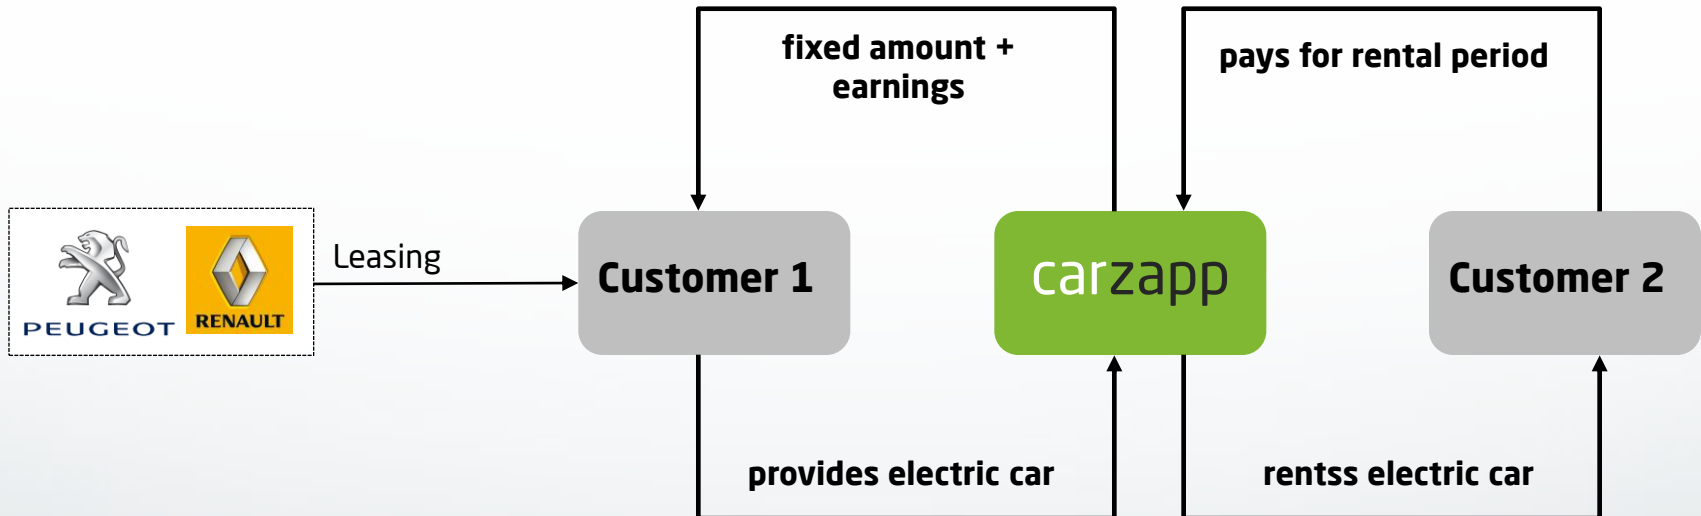 fixed amount +
earnings
pays for rental period
PEUGEOT
RENAULT
Leasing
Customer 1
carzapp
Customer 2
provides electric car
rentss electric car